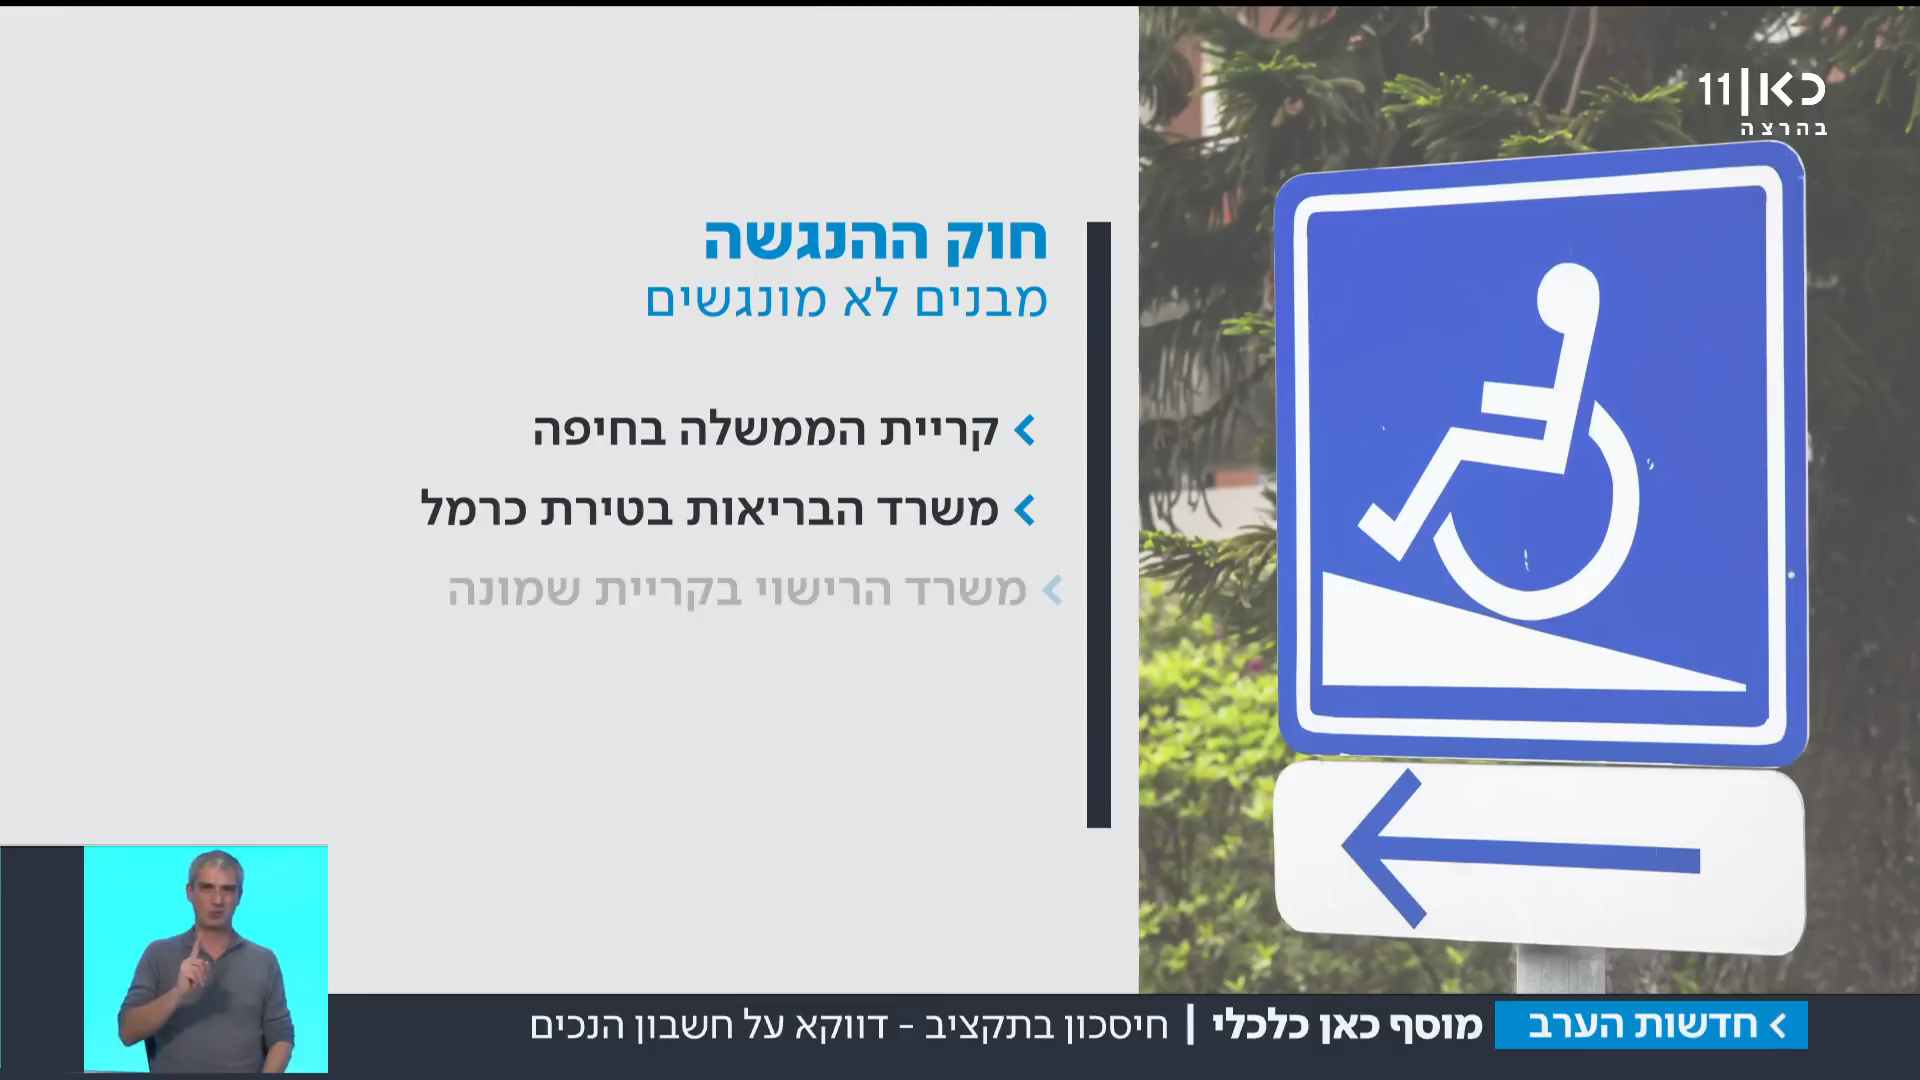 כאן 11
בהרצה
חוק ההנגשה
מבנים לא מונגשים
קריית הממשלה בחיפה
משרד הבריאות בטירת כרמל
משרד הרישוי בקריית שמונה
חדשות הערב
מוסף כאן כלכלי | חיסכון בתקציב - דווקא על חשבון הנכים